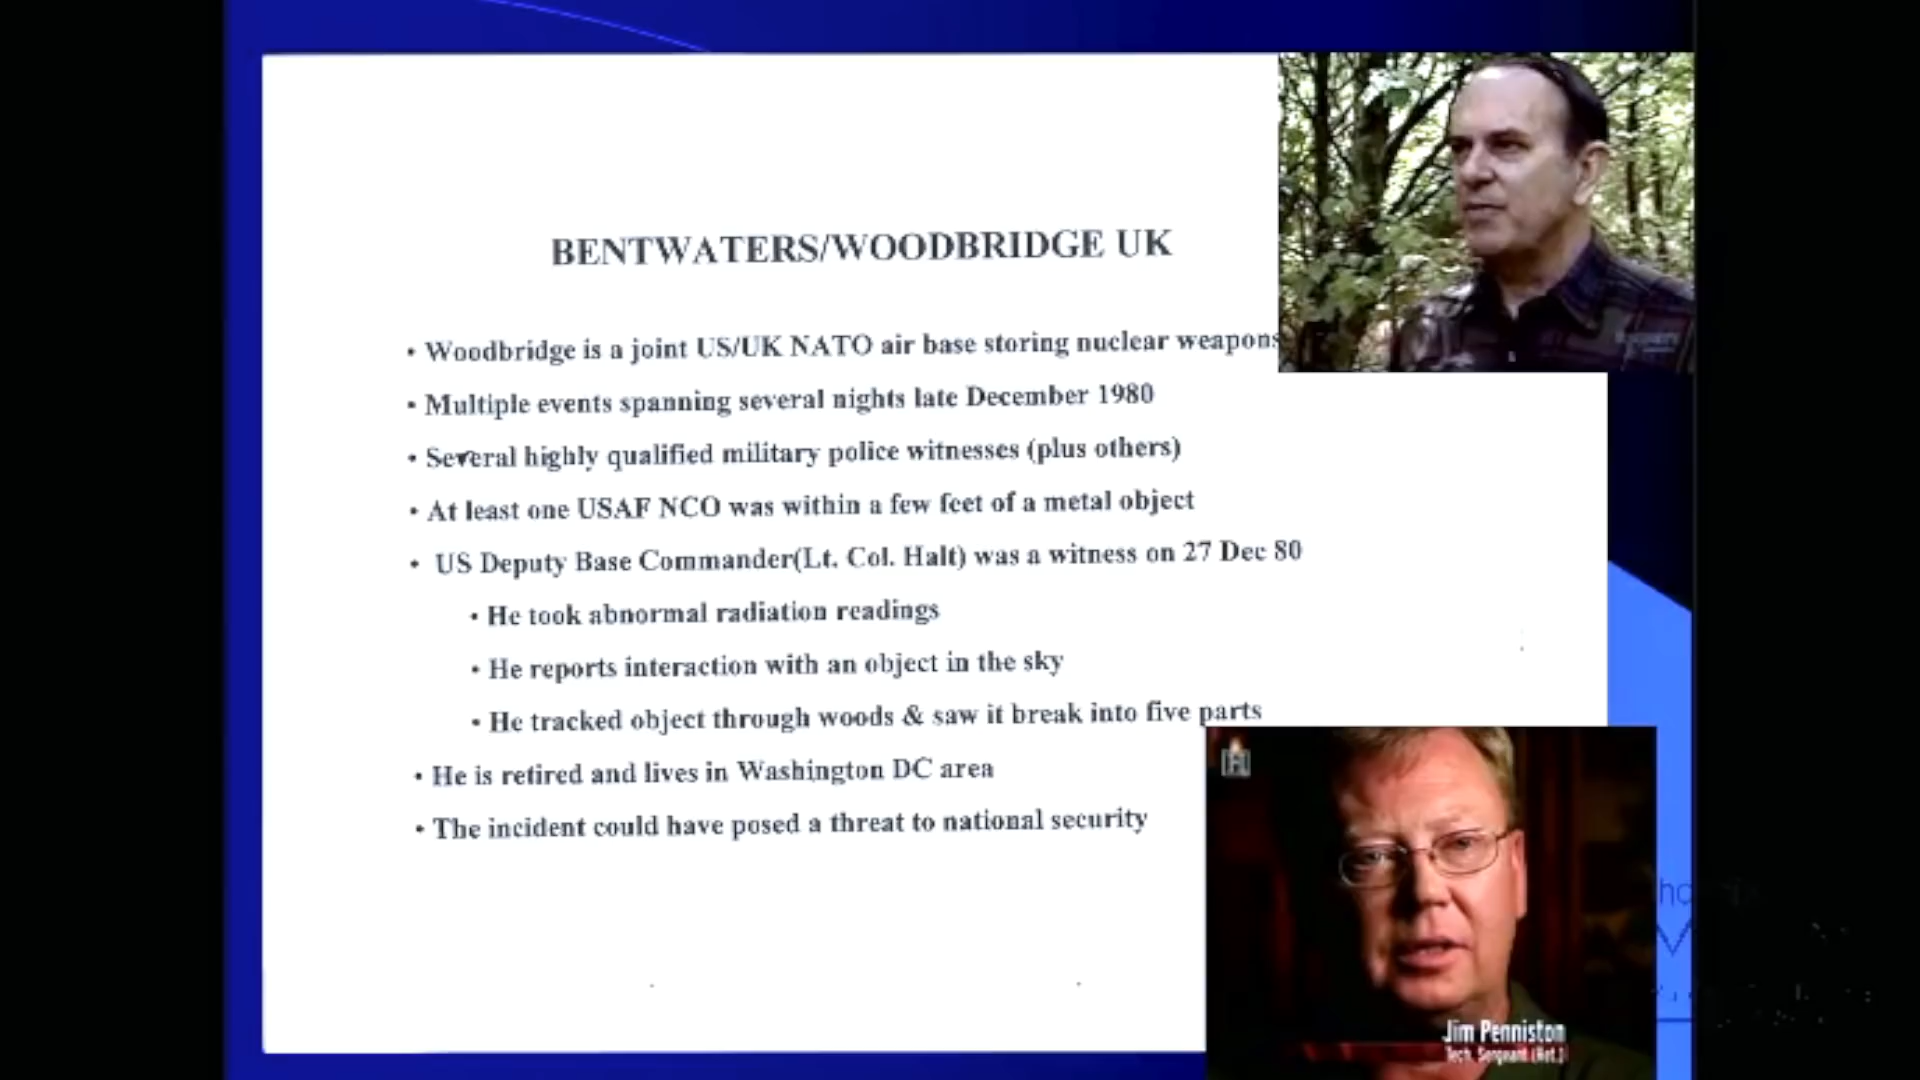 BENTWATERS/WOODBRIDGE UK
• Woodbridge is a joint US/UK NATO air base storing nuclear weapons
• Multiple events spanning several nights late December 1980
• Several highly qualified military police witnesses (plus others)
• At least one USAF NCO was within a few feet of a metal object
• US Deputy Base Commander(Lt. Col. Halt) was a witness on 27 Dec 80
• He took abnormal radiation readings
• He reports interaction with an object in the sky
• He tracked object through woods & saw it break into five parts
• He is retired and lives in Washington DC area
• The incident could have posed a threat to national security
H
Jim Penniston
Tech. Sergeant (Ret.)